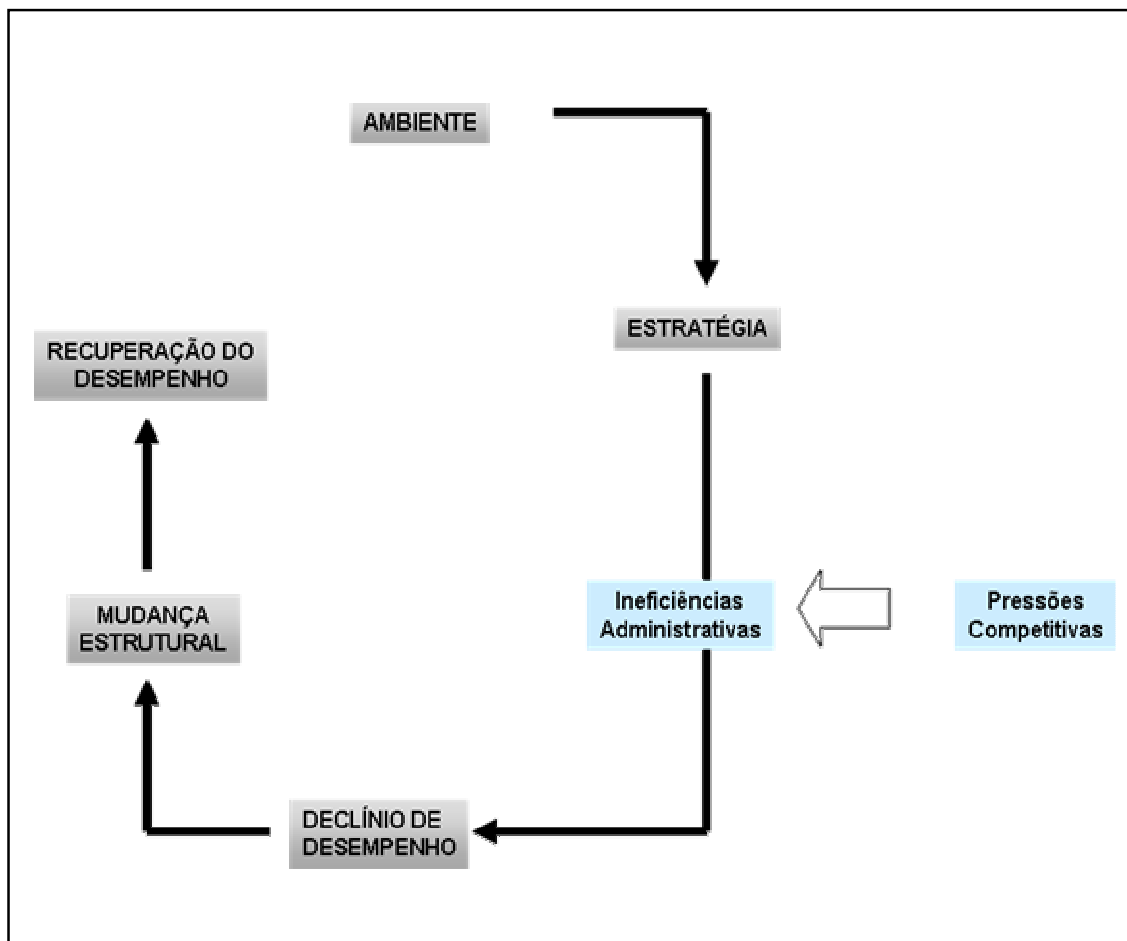 AMBIENTE
ESTRATÉGIA
RECUPERAÇÃO DO
DESEMPENHO
Ineficiências
Administrativas
Pressões
Competitivas
MUDANÇA
ESTRUTURAL
DECLÍNIO DE
DESEMPENHO